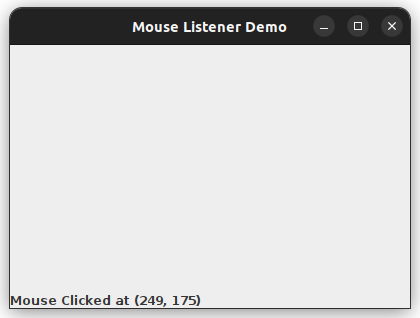 Mouse Listener Demo
Mouse Clicked at (249, 175)